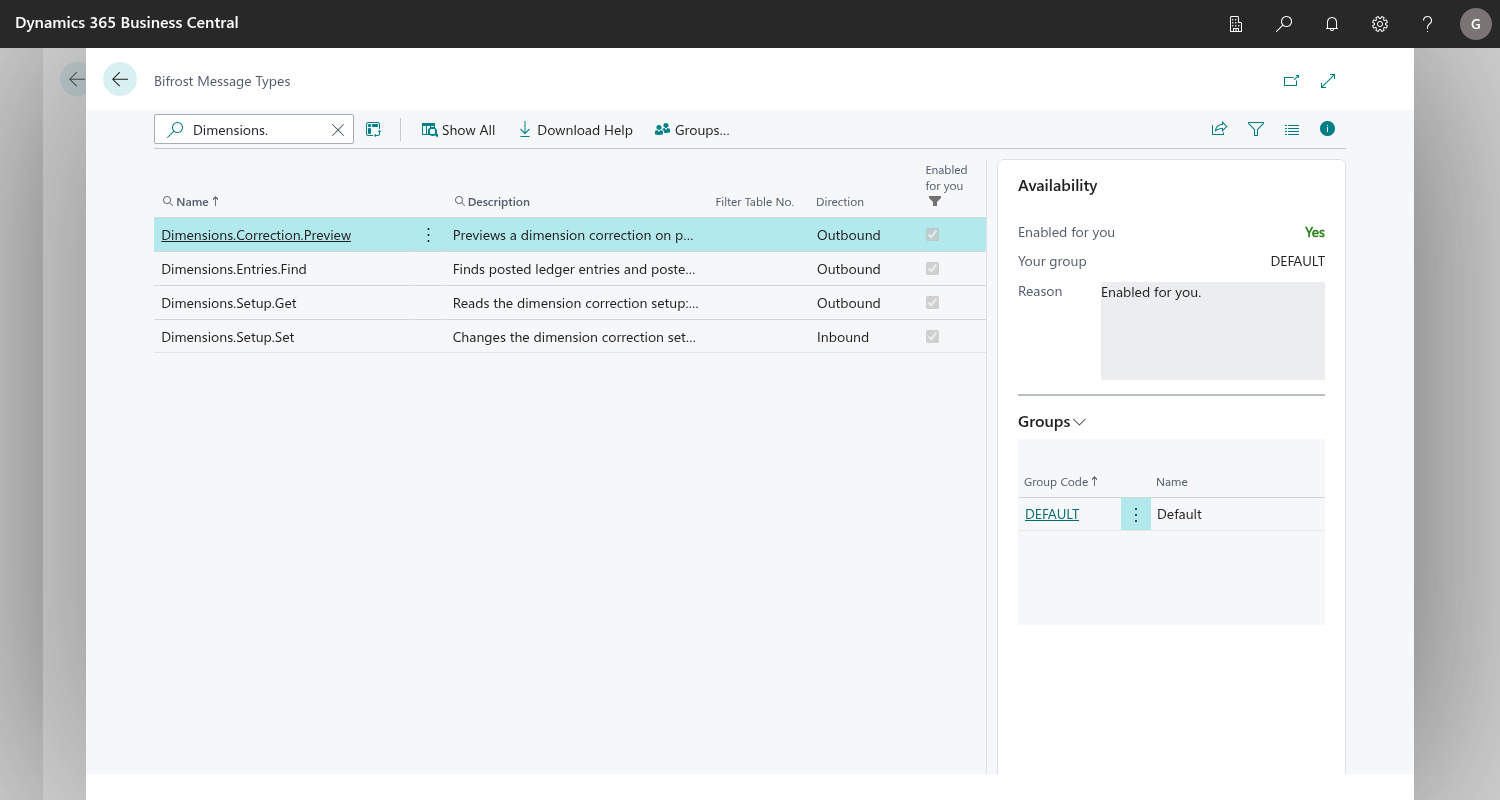 Dynamics 365 Business Central
G
Bifrost Message Types
Dimensions.
Show All
Download Help
Groups...
Name ↑
Description
Filter Table No.
Direction
Enabled
for you
Dimensions.Correction.Preview
Previews a dimension correction on p...
Outbound
Dimensions.Entries.Find
Finds posted ledger entries and poste...
Outbound
Dimensions.Setup.Get
Reads the dimension correction setup:...
Outbound
Dimensions.Setup.Set
Changes the dimension correction set...
Inbound
Availability
Enabled for you
Yes
Your group
DEFAULT
Reason
Enabled for you.
Groups
Group Code ↑
Name
DEFAULT
Default